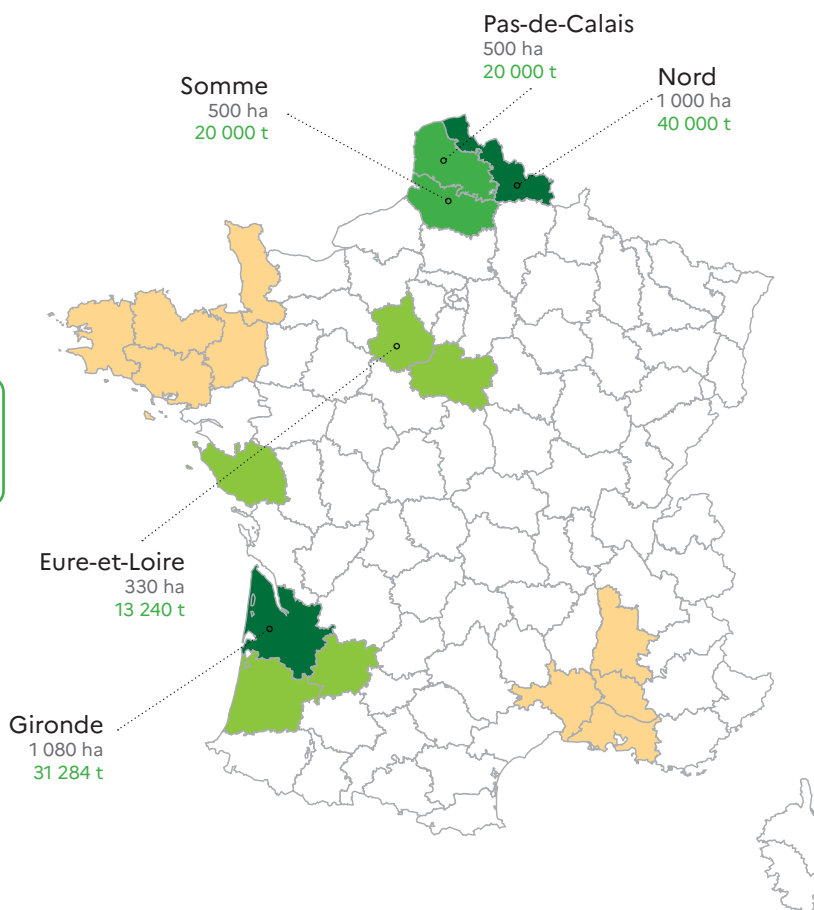 Pas-de-Calais
500 ha
20 000 t
Somme
500 ha
20 000 t
Nord
1 000 ha
40 000 t
Eure-et-Loire
330 ha
13 240 t
Gironde
1 080 ha
31 284 t